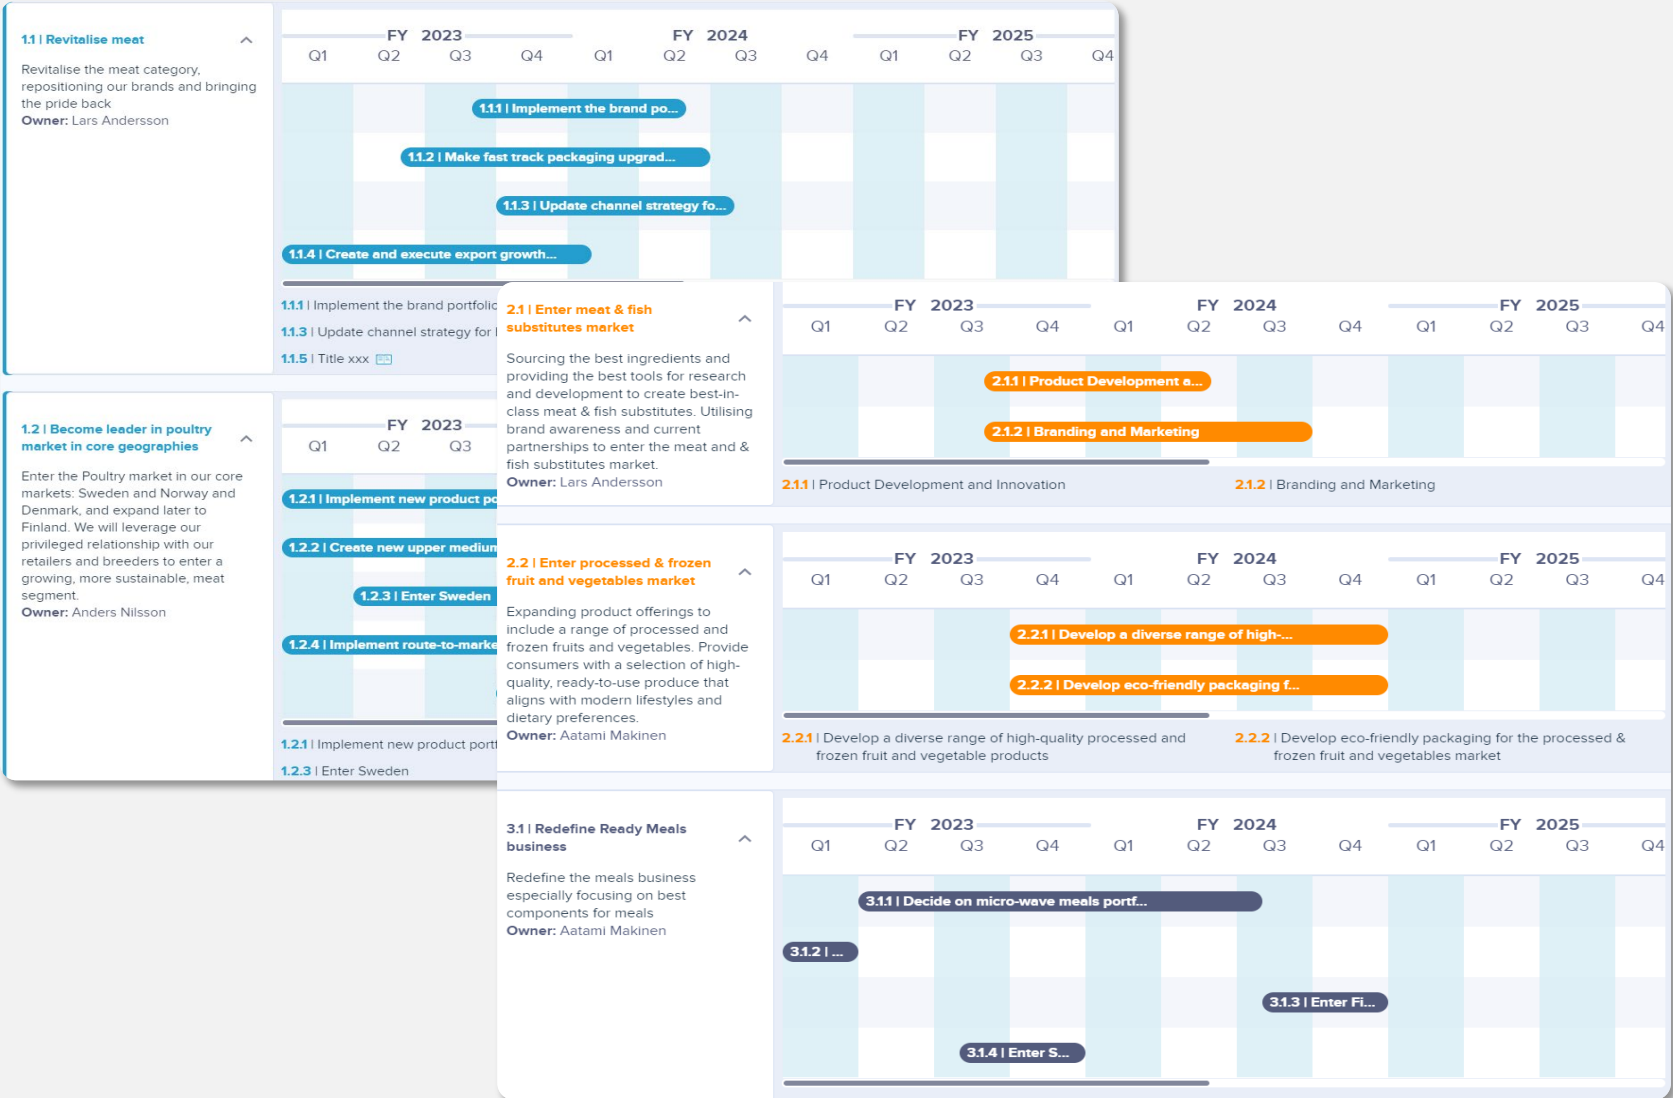 1.1 | Revitalise meat
Revitalise the meat category,
repositioning our brands and bringing
the pride back
Owner: Lars Andersson
FY 2023 FY 2024 FY 2025
Q1 Q2 Q3 Q4 Q1 Q2 Q3 Q4 Q1 Q2 Q3 Q4
1.1.1 | Implement the brand po...
1.1.2 | Make fast track packaging upgrad...
1.1.3 | Update channel strategy fo...
1.1.4 | Create and execute export growth...
1.1.1 | Implement the brand portfolio
1.1.3 | Update channel strategy for
1.1.5 | Title xxx
1.2 | Become leader in poultry
market in core geographies
Enter the Poultry market in our core
markets: Sweden and Norway and
Denmark, and expand later to
Finland. We will leverage our
privileged relationship with our
retailers and breeders to enter a
growing, more sustainable, meat
segment.
Owner: Anders Nilsson
FY 2023
Q1 Q2 Q3
1.2.1 | Implement new product po
1.2.2 | Create new upper medium
1.2.3 | Enter Sweden
1.2.4 | Implement route-to-marke
1.2.1 | Implement new product port
1.2.3 | Enter Sweden
2.1 | Enter meat & fish
substitutes market
Sourcing the best ingredients and
providing the best tools for research
and development to create best-in-
class meat & fish substitutes. Utilising
brand awareness and current
partnerships to enter the meat and &
fish substitutes market.
Owner: Lars Andersson
FY 2023 FY 2024 FY 2025
Q1 Q2 Q3 Q4 Q1 Q2 Q3 Q4 Q1 Q2 Q3 Q4
2.1.1 | Product Development a...
2.1.2 | Branding and Marketing
2.1.1 | Product Development and Innovation
2.1.2 | Branding and Marketing
2.2 | Enter processed & frozen
fruit and vegetables market
Expanding product offerings to
include a range of processed and
frozen fruits and vegetables. Provide
consumers with a selection of high-
quality, ready-to-use produce that
aligns with modern lifestyles and
dietary preferences.
Owner: Aatami Makinen
FY 2023 FY 2024 FY 2025
Q1 Q2 Q3 Q4 Q1 Q2 Q3 Q4 Q1 Q2 Q3 Q4
2.2.1 | Develop a diverse range of high-...
2.2.2 | Develop eco-friendly packaging f...
2.2.1 | Develop a diverse range of high-quality processed and
frozen fruit and vegetable products
2.2.2 | Develop eco-friendly packaging for the processed &
frozen fruit and vegetables market
3.1 | Redefine Ready Meals
business
Redefine the meals business
especially focusing on best
components for meals
Owner: Aatami Makinen
FY 2023 FY 2024 FY 2025
Q1 Q2 Q3 Q4 Q1 Q2 Q3 Q4 Q1 Q2 Q3 Q4
3.1.1 | Decide on micro-wave meals portf...
3.1.2 | ...
3.1.3 | Enter Fi...
3.1.4 | Enter S...